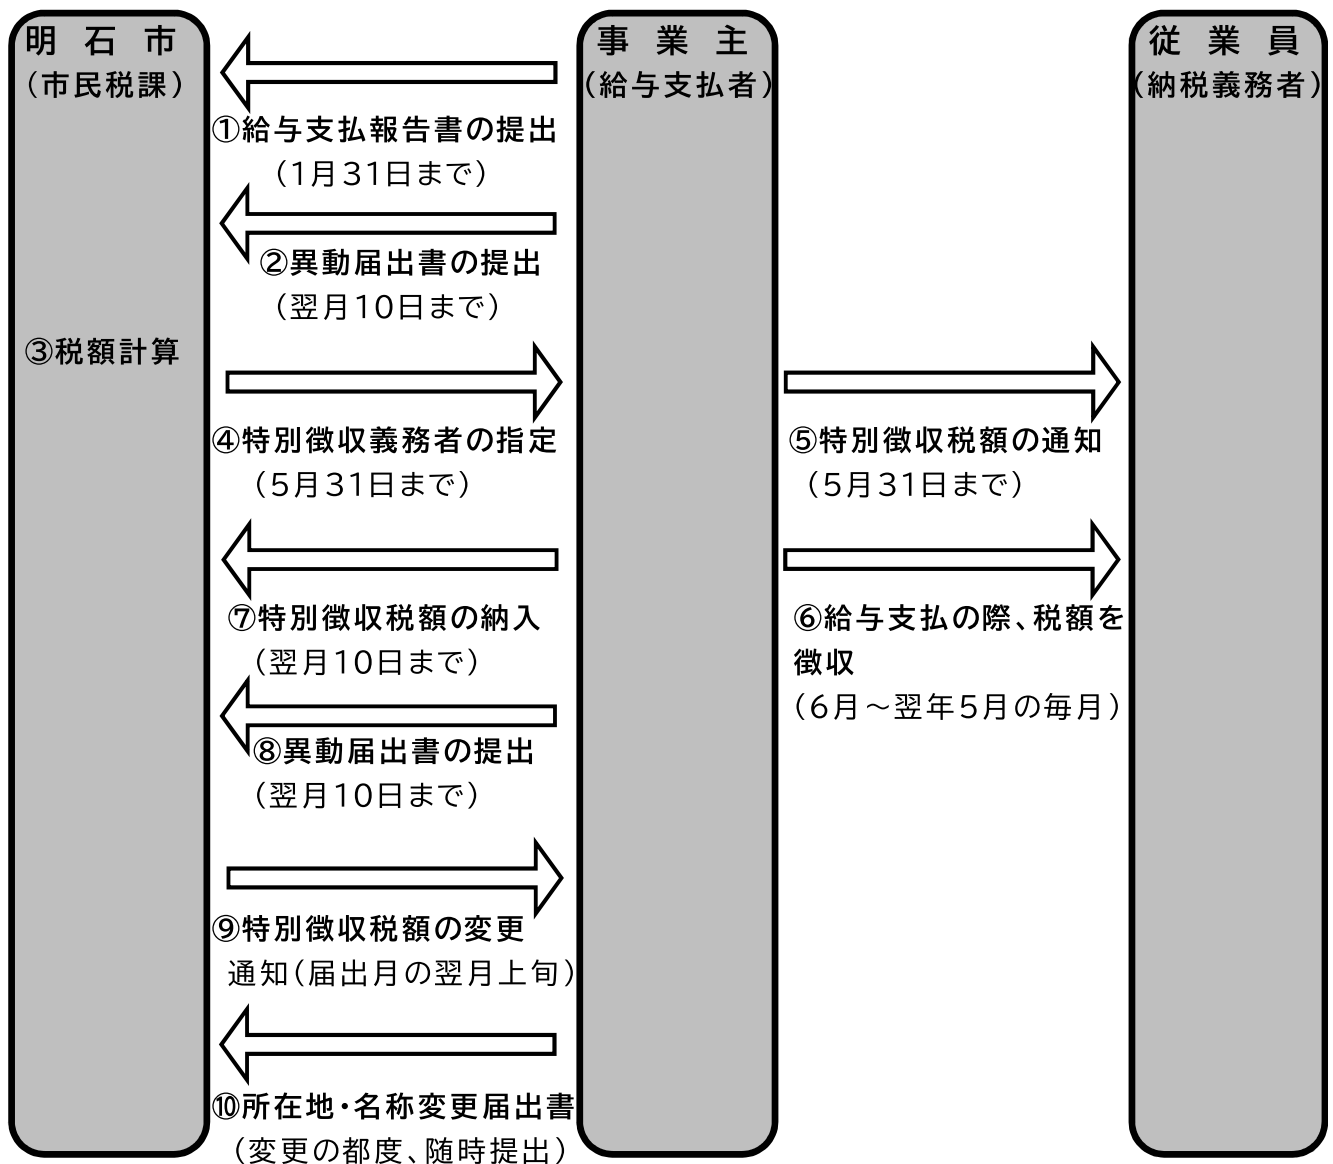 明石市
（市民税課）
事業主
（給与支払者）
従業員
（納税義務者）
①給与支払報告書の提出
（1月31日まで）
②異動届出書の提出
（翌月10日まで）
③税額計算
④特別徴収義務者の指定
（5月31日まで）
⑤特別徴収税額の通知
（5月31日まで）
⑦特別徴収税額の納入
（翌月10日まで）
⑥給与支払の際、税額を
徴収
（6月～翌年5月の毎月）
⑧異動届出書の提出
（翌月10日まで）
⑨特別徴収税額の変更
通知（届出月の翌月上旬）
⑩所在地・名称変更届出書
（変更の都度、随時提出）